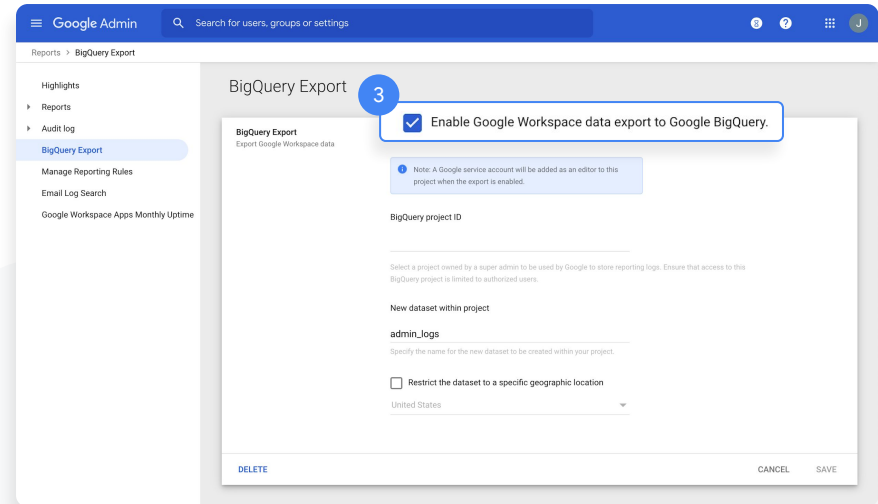 Google Admin
Search for users, groups or settings
8
?
J
Reports > BigQuery Export
Highlights
Reports
Audit log
BigQuery Export
Manage Reporting Rules
Email Log Search
Google Workspace Apps Monthly Uptime
BigQuery Export
3
Enable Google Workspace data export to Google BigQuery.
BigQuery Export
Export Google Workspace data
Note: A Google service account will be added as an editor to this
project when the export is enabled.
BigQuery project ID
Select a project owned by a super admin to be used by Google to store reporting logs. Ensure that access to this
BigQuery project is limited to authorized users.
New dataset within project
admin_logs
Specify the name for the new dataset to be created within your project.
Restrict the dataset to a specific geographic location
United States
DELETE
CANCEL
SAVE